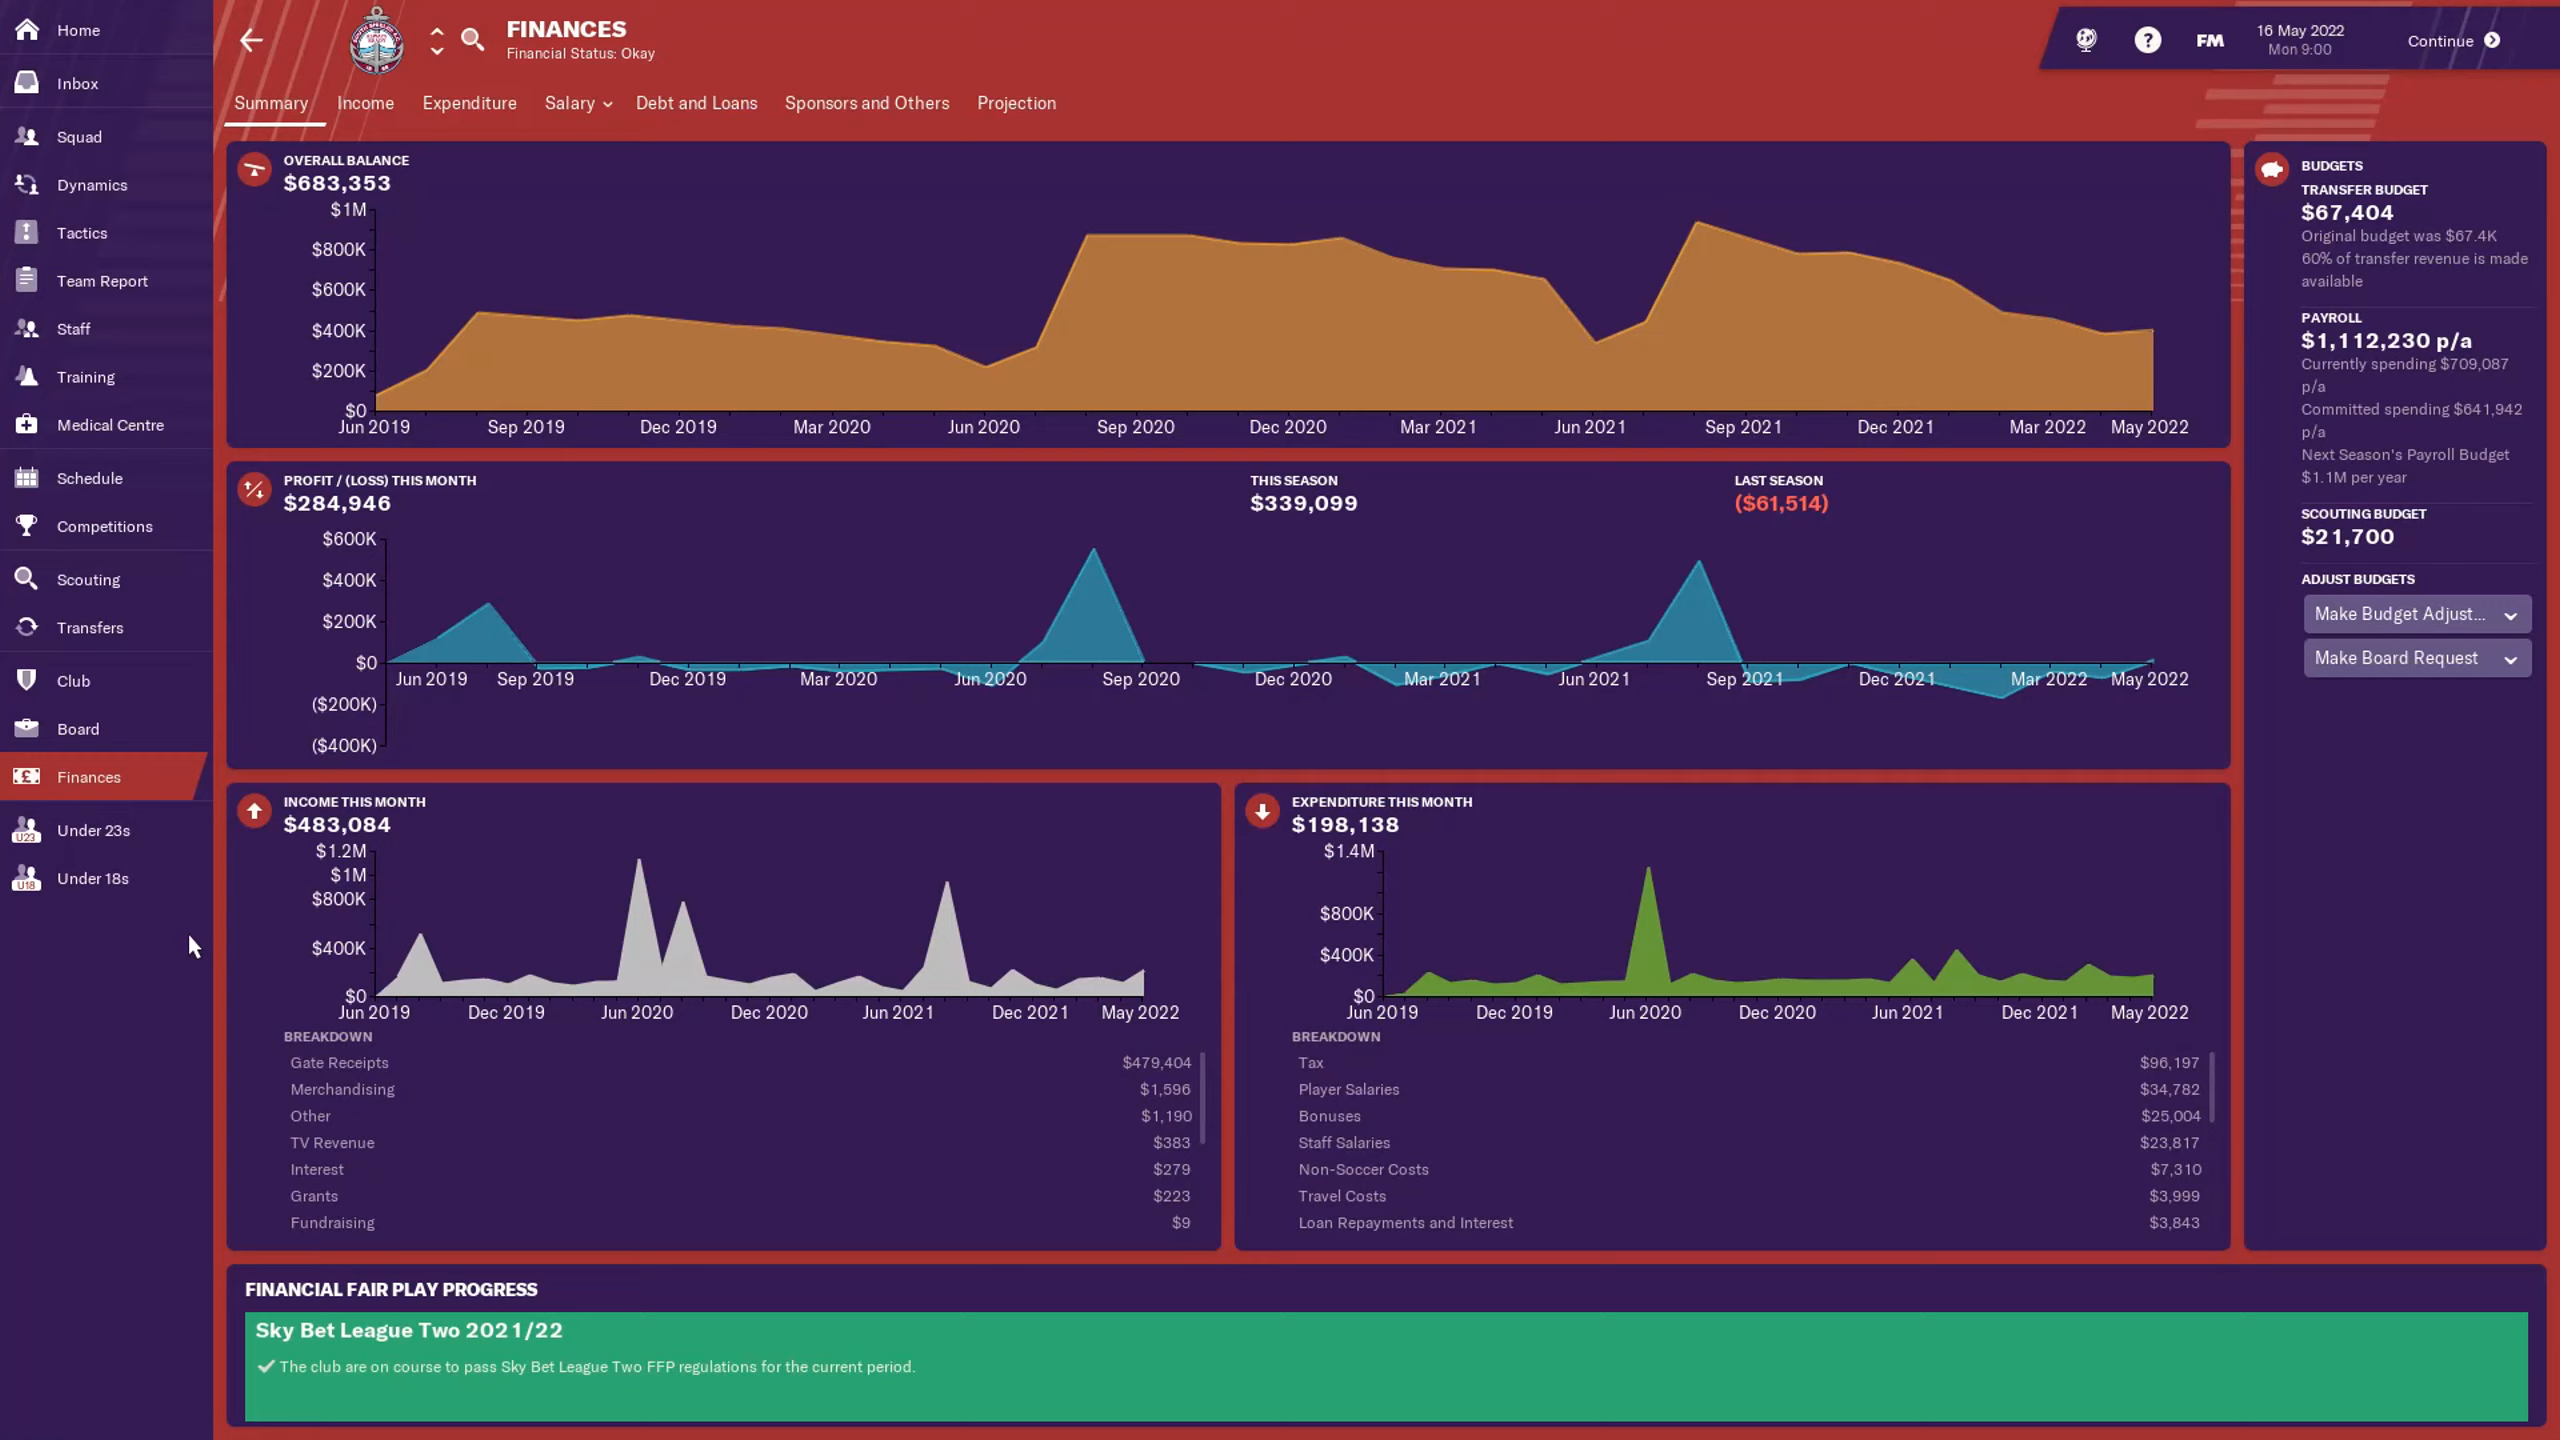 Home
Inbox
Squad
Dynamics
Tactics
Team Report
Staff
Training
Medical Centre
Schedule
Competitions
Scouting
Transfers
Club
Board
Finances
U23
Under 23s
U18
Under 18s
FINANCES
Financial Status: Okay
FM
16 May 2022
Mon 9:00
Continue
Summary Income Expenditure Salary Debt and Loans Sponsors and Others Projection
OVERALL BALANCE
$683,353
$1M
$800K
$600K
$400K
$200K
$0
Jun 2019 Sep 2019 Dec 2019 Mar 2020 Jun 2020 Sep 2020 Dec 2020 Mar 2021 Jun 2021 Sep 2021 Dec 2021 Mar 2022 May 2022
PROFIT / (LOSS) THIS MONTH
$284,946
THIS SEASON
$339,099
LAST SEASON
($61,514)
$600K
$400K
$200K
$0
($200K)
($400K)
Jun 2019 Sep 2019 Dec 2019 Mar 2020 Jun 2020 Sep 2020 Dec 2020 Mar 2021 Jun 2021 Sep 2021 Dec 2021 Mar 2022 May 2022
INCOME THIS MONTH
$483,084
$1.2M
$1M
$800K
$400K
$0
Jun 2019 Dec 2019 Jun 2020 Dec 2020 Jun 2021 Dec 2021 May 2022
BREAKDOWN
Gate Receipts $479,404
Merchandising $1,596
Other $1,190
TV Revenue $383
Interest $279
Grants $223
Fundraising $9
EXPENDITURE THIS MONTH
$198,138
$1.4M
$800K
$400K
$0
Jun 2019 Dec 2019 Jun 2020 Dec 2020 Jun 2021 Dec 2021 May 2022
BREAKDOWN
Tax $96,197
Player Salaries $34,782
Bonuses $25,004
Staff Salaries $23,817
Non-Soccer Costs $7,310
Travel Costs $3,999
Loan Repayments and Interest $3,843
BUDGETS
TRANSFER BUDGET
$67,404
Original budget was $67.4K
60% of transfer revenue is made
available
PAYROLL
$1,112,230 p/a
Currently spending $709,087
p/a
Committed spending $641,942
p/a
Next Season's Payroll Budget
$1.1M per year
SCOUTING BUDGET
$21,700
ADJUST BUDGETS
Make Budget Adjust...
Make Board Request
FINANCIAL FAIR PLAY PROGRESS
Sky Bet League Two 2021/22
The club are on course to pass Sky Bet League Two FFP regulations for the current period.